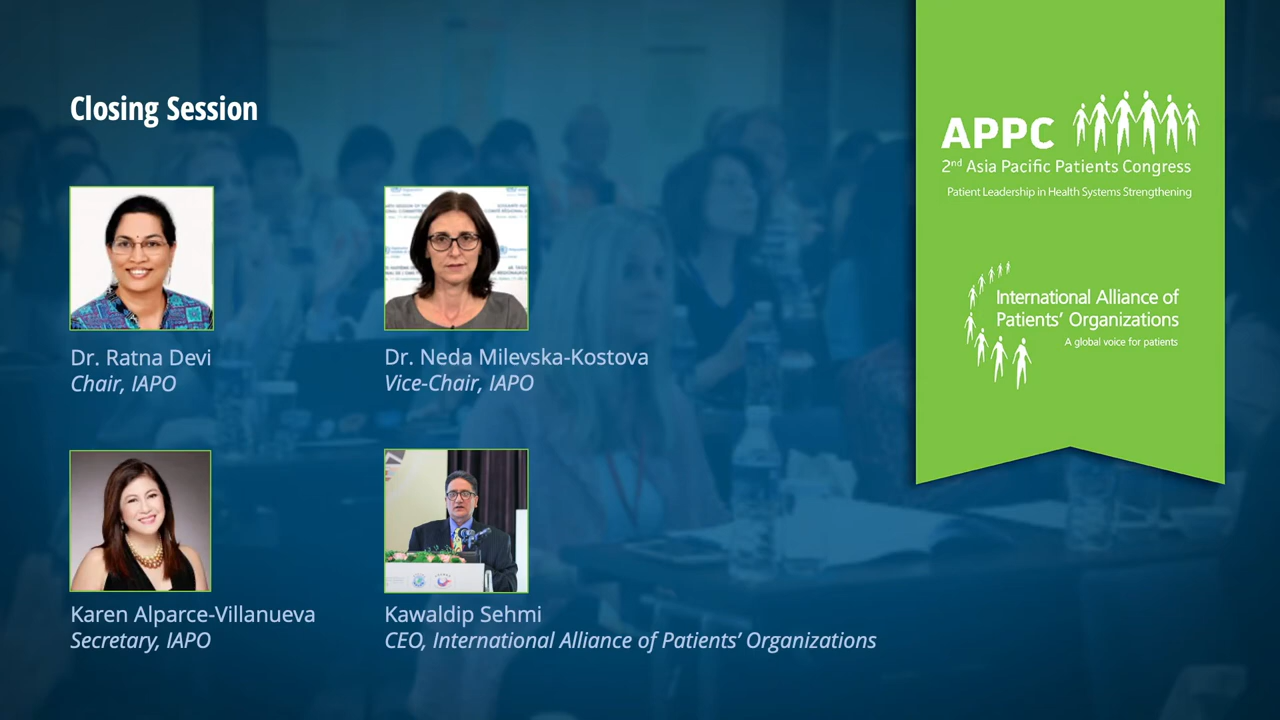 Closing Session
Dr. Ratna Devi
Chair, IAPO
Dr. Neda Milevska-Kostova
Vice-Chair, IAPO
Karen Alparce-Villanueva
Secretary, IAPO
Kawaldip Sehmi
CEO, International Alliance of Patients’ Organizations
APPC
2nd Asia Pacific Patients Congress
Patient Leadership in Health Systems Strengthening
International Alliance of
Patients’ Organizations
A global voice for patients